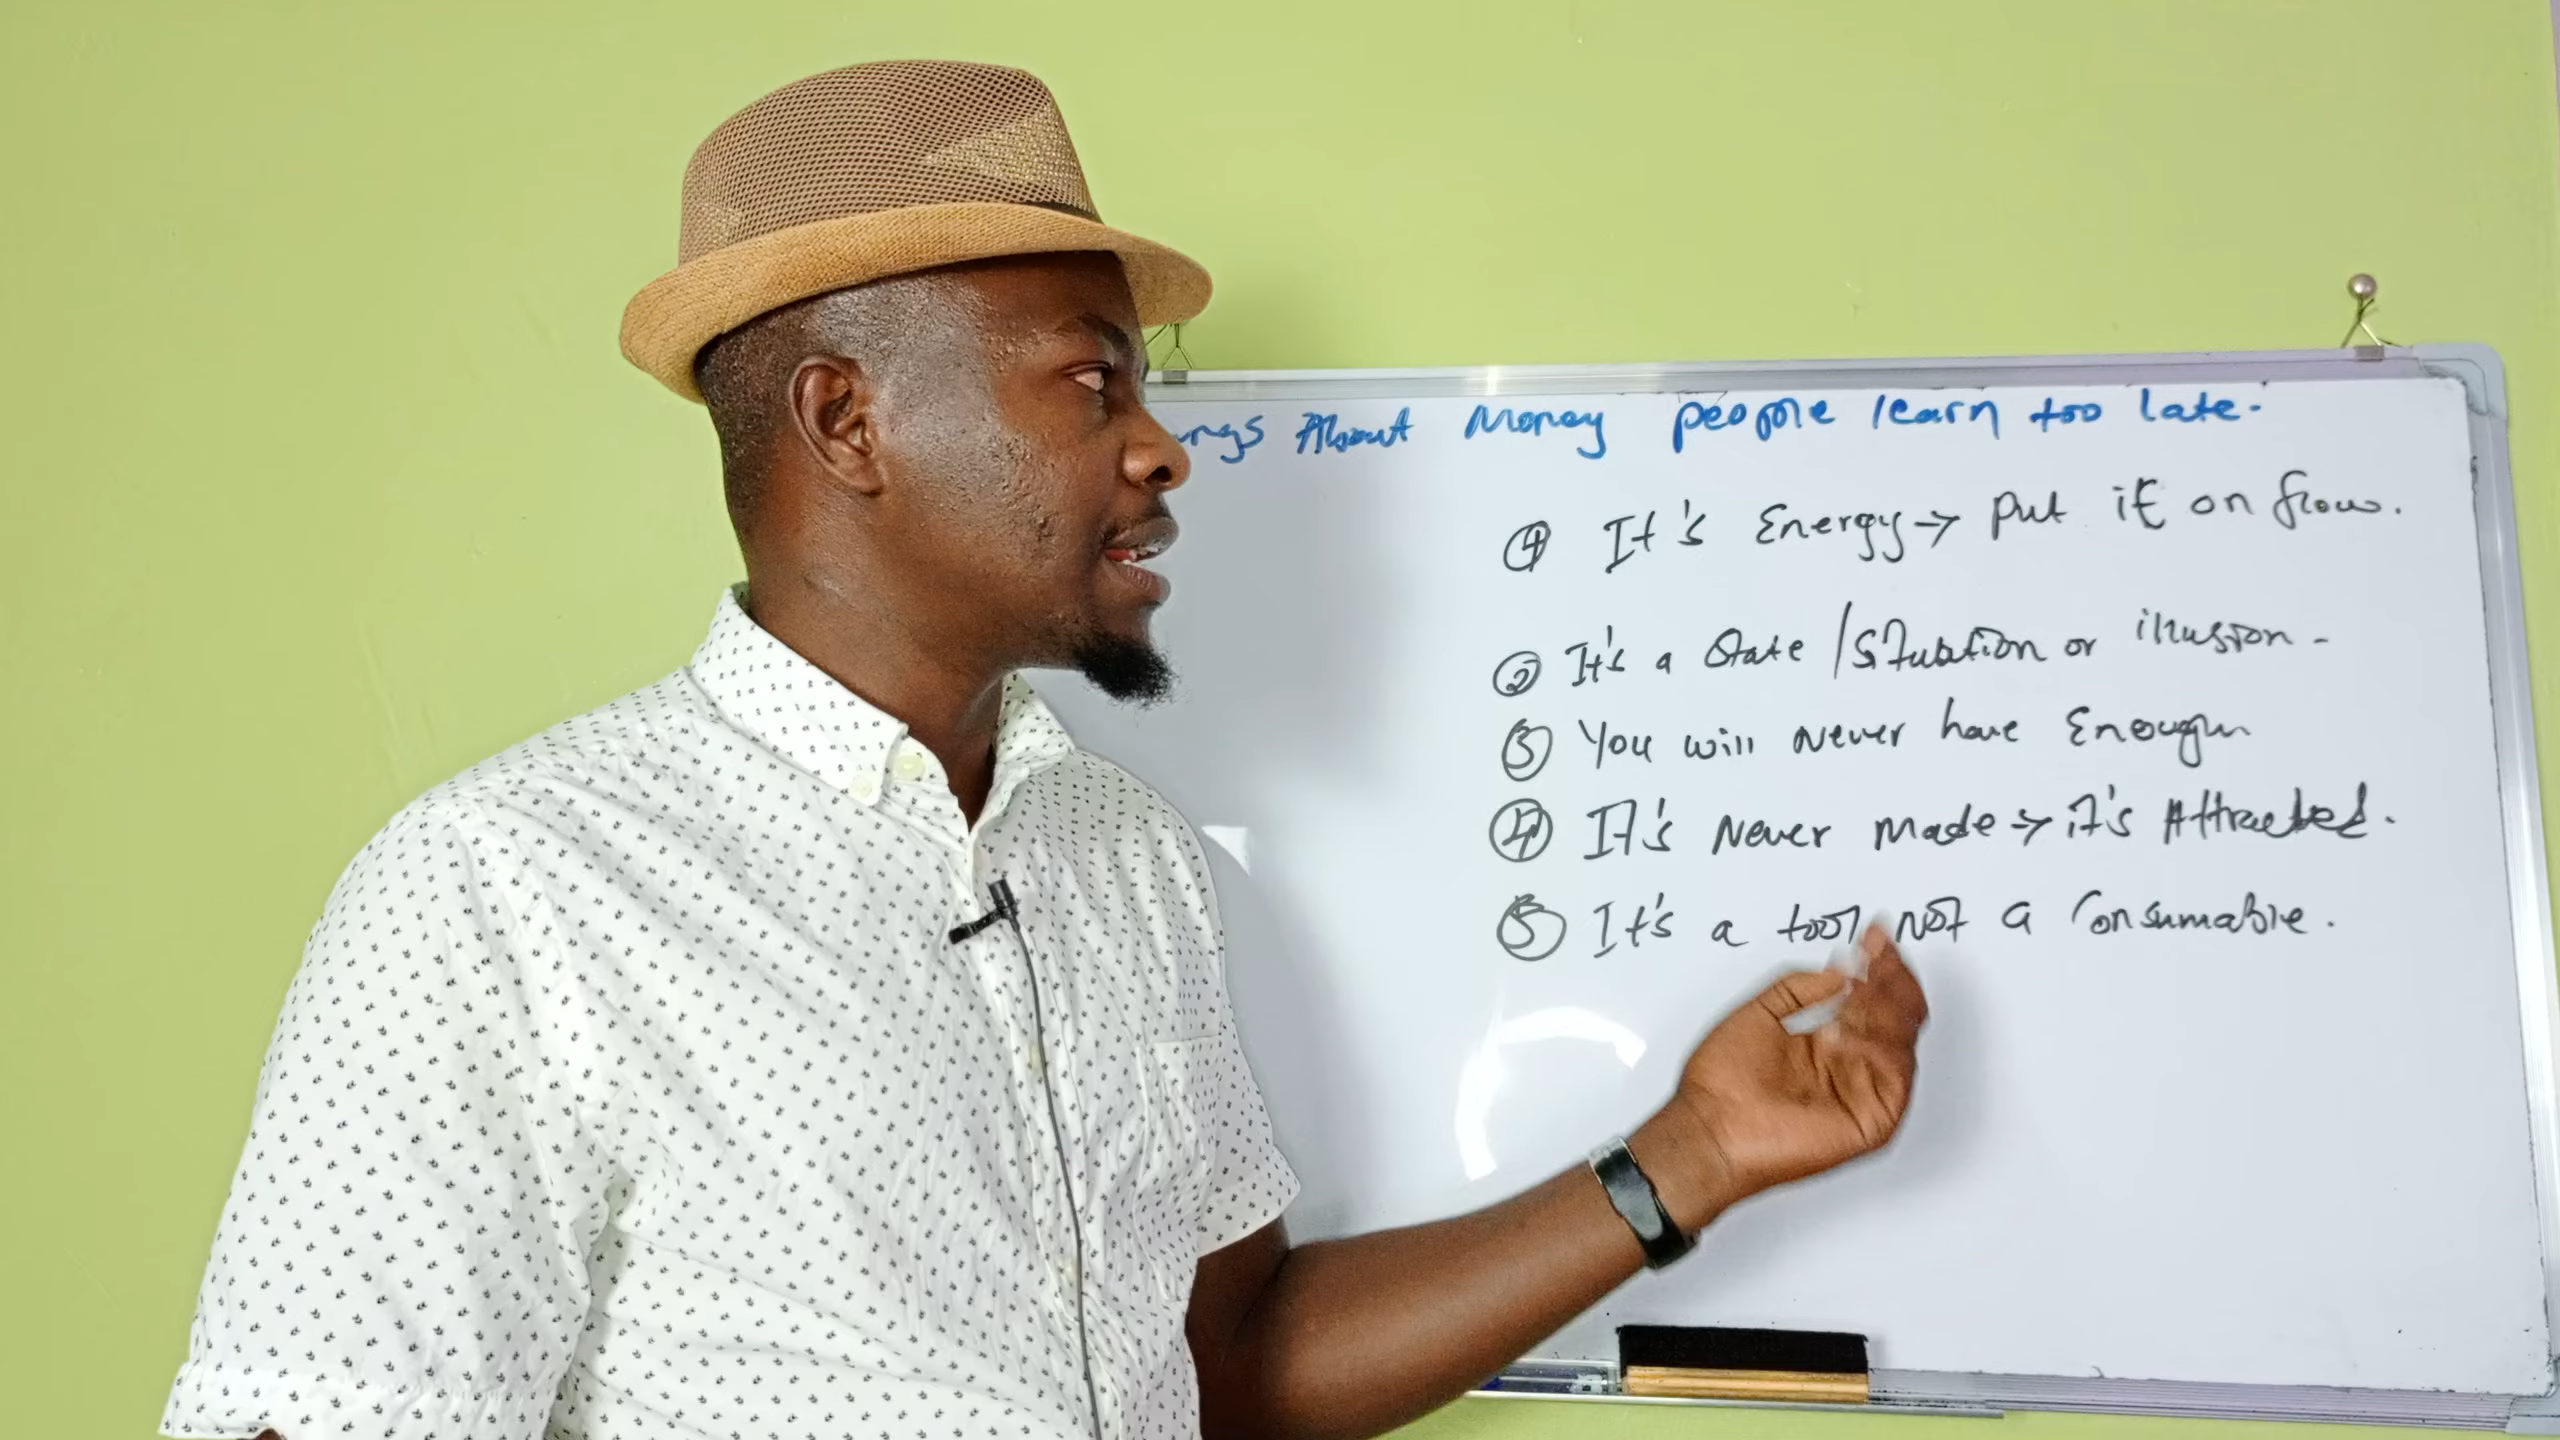 ings About Money people learn too late.
① It's Energy → put it on flow.
② It's a State / Situation or illusion -
③ You will Never have Enough
④ It's Never Made → it's Attracted.
⑤ It's a tool Not a Consumable.